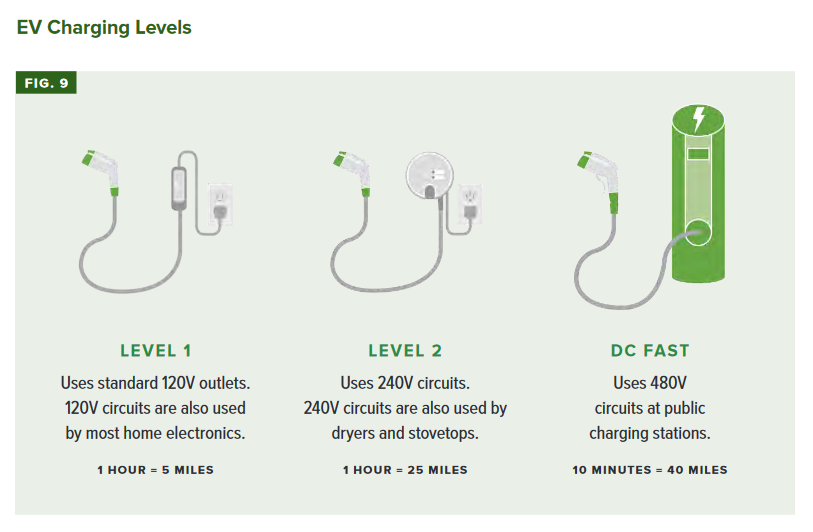 EV Charging Levels
FIG. 9
LEVEL 1
Uses standard 120V outlets.
120V circuits are also used
by most home electronics.
1 HOUR = 5 MILES
LEVEL 2
Uses 240V circuits.
240V circuits are also used by
dryers and stovetops.
1 HOUR = 25 MILES
DC FAST
Uses 480V
circuits at public
charging stations.
10 MINUTES = 40 MILES